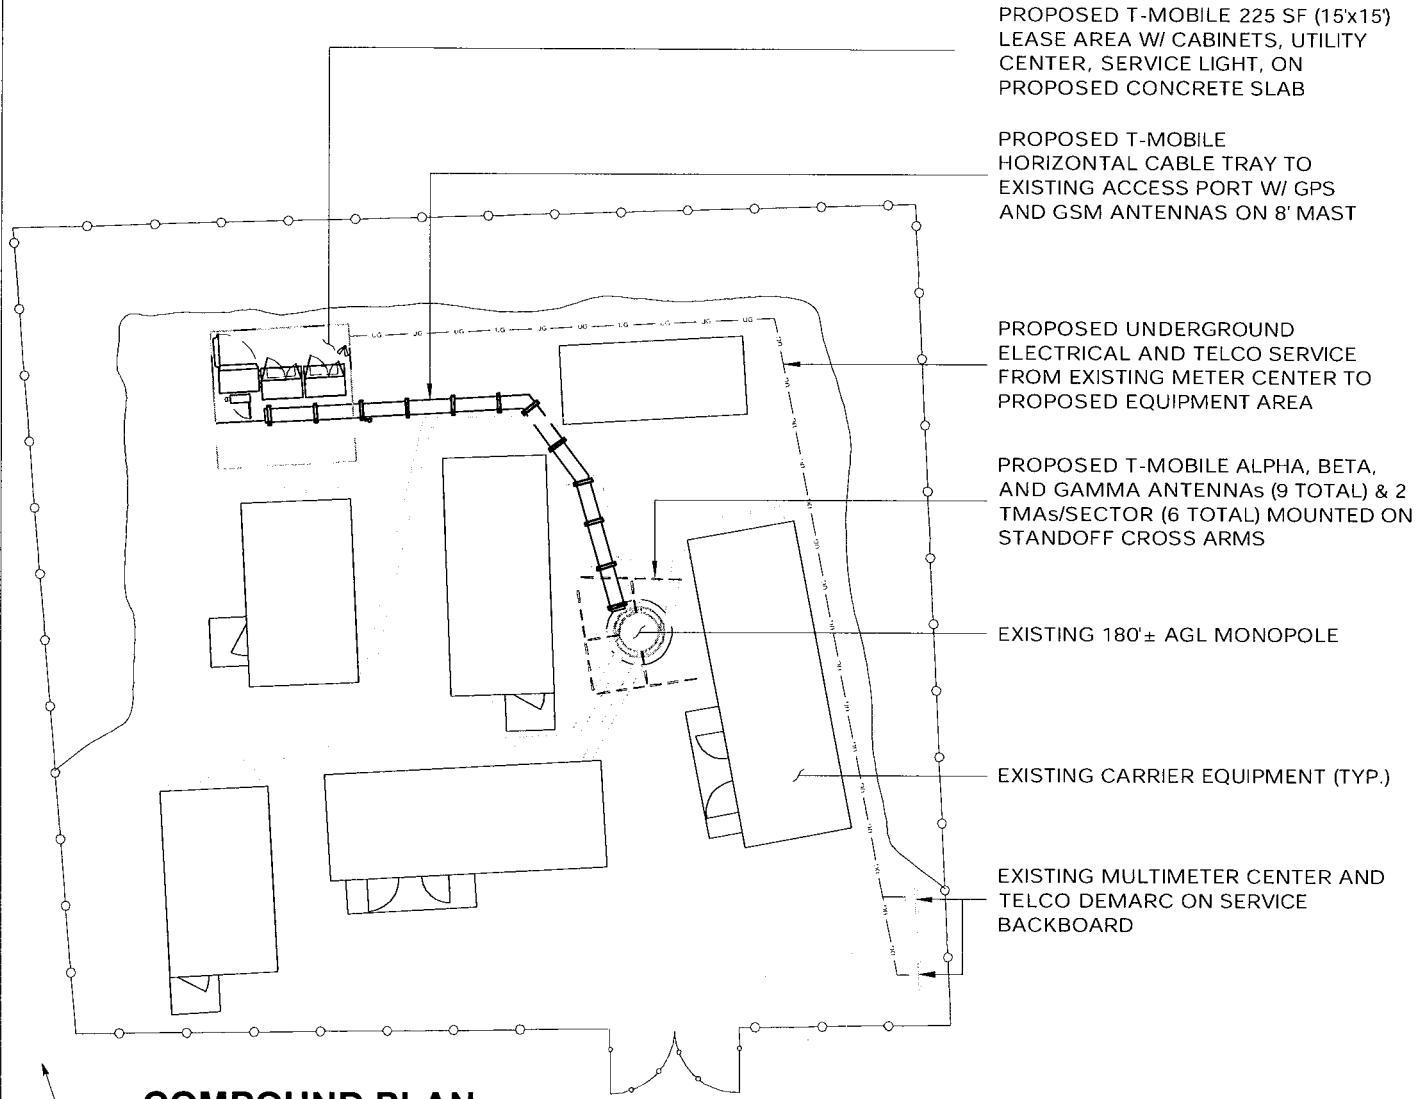 PROPOSED T-MOBILE 225 SF (15'x15')
LEASE AREA W/ CABINETS, UTILITY
CENTER, SERVICE LIGHT, ON
PROPOSED CONCRETE SLAB
PROPOSED T-MOBILE
HORIZONTAL CABLE TRAY TO
EXISTING ACCESS PORT W/ GPS
AND GSM ANTENNAS ON 8' MAST
PROPOSED UNDERGROUND
ELECTRICAL AND TELCO SERVICE
FROM EXISTING METER CENTER TO
PROPOSED EQUIPMENT AREA
PROPOSED T-MOBILE ALPHA, BETA,
AND GAMMA ANTENNAs (9 TOTAL) & 2
TMAs/SECTOR (6 TOTAL) MOUNTED ON
STANDOFF CROSS ARMS
EXISTING 180'± AGL MONOPOLE
EXISTING CARRIER EQUIPMENT (TYP.)
EXISTING MULTIMETER CENTER AND
TELCO DEMARC ON SERVICE
BACKBOARD
COMPOUND PLAN